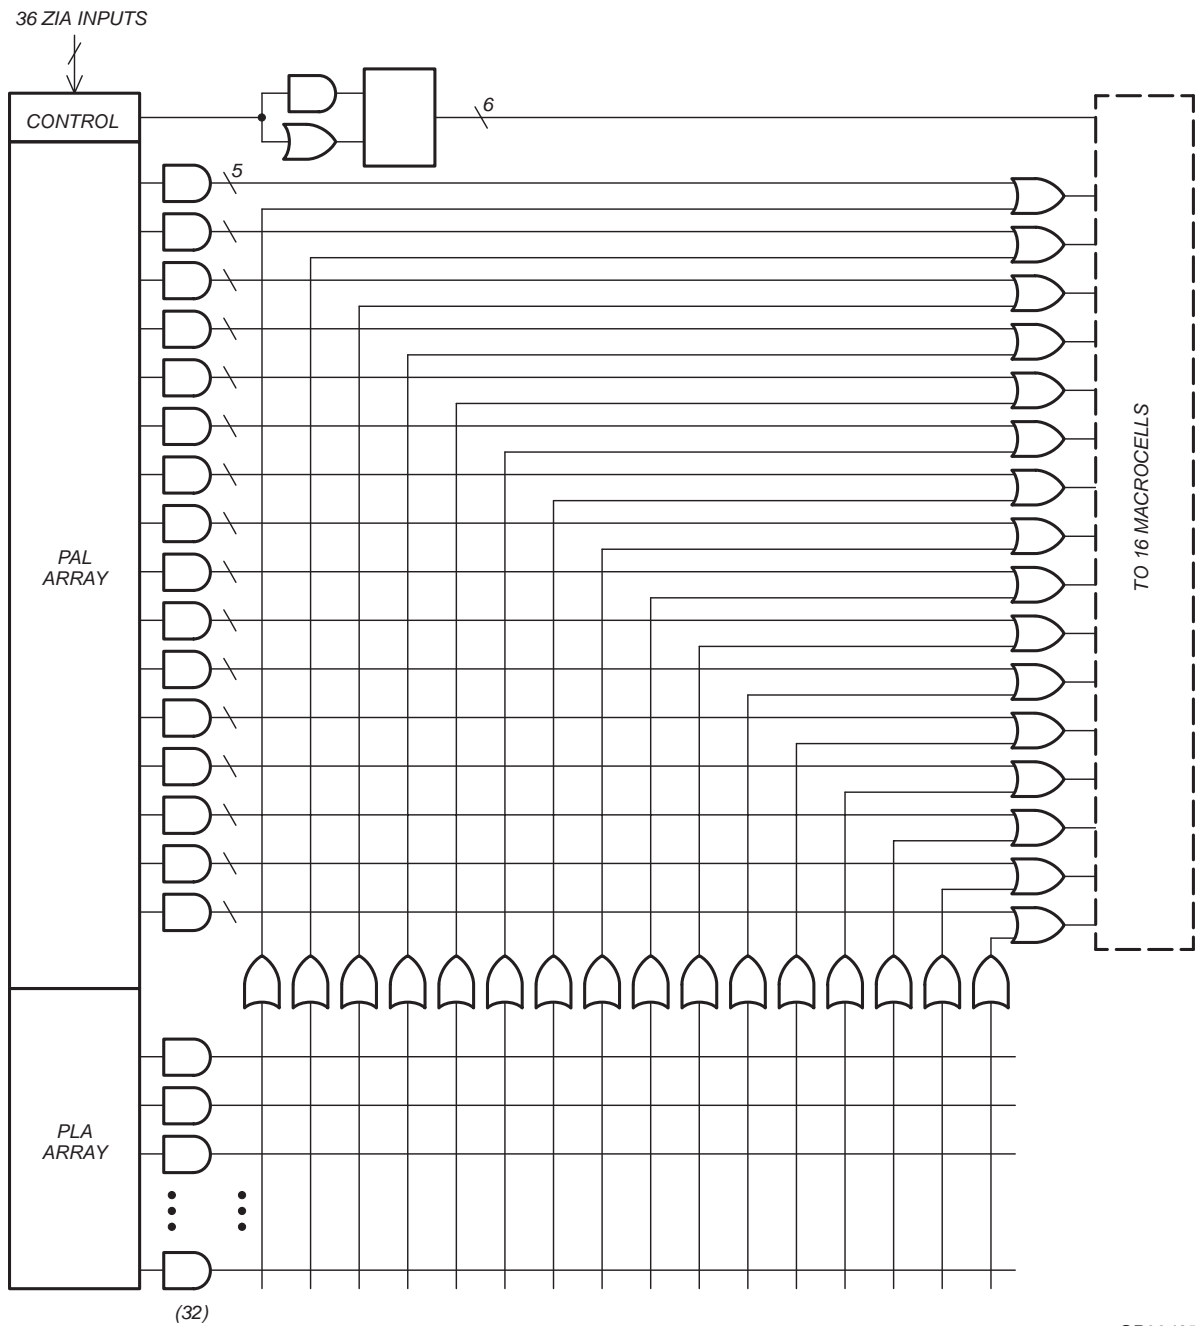 36 ZIA INPUTS
CONTROL
6
5
PAL
ARRAY
TO 16 MACROCELLS
PLA
ARRAY
(32)